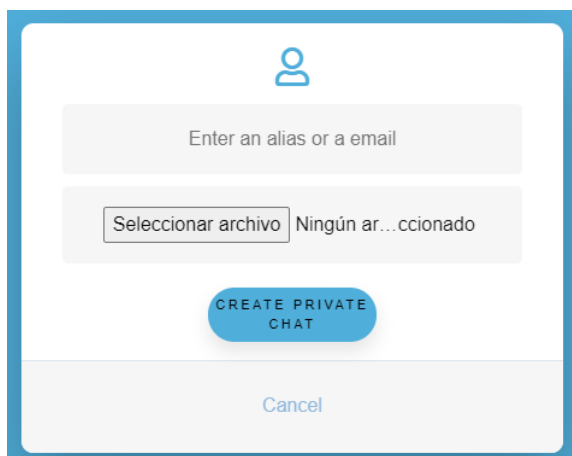 Enter an alias or a email
Seleccionar archivo Ningún ar...ccionado
CREATE PRIVATE
CHAT
Cancel